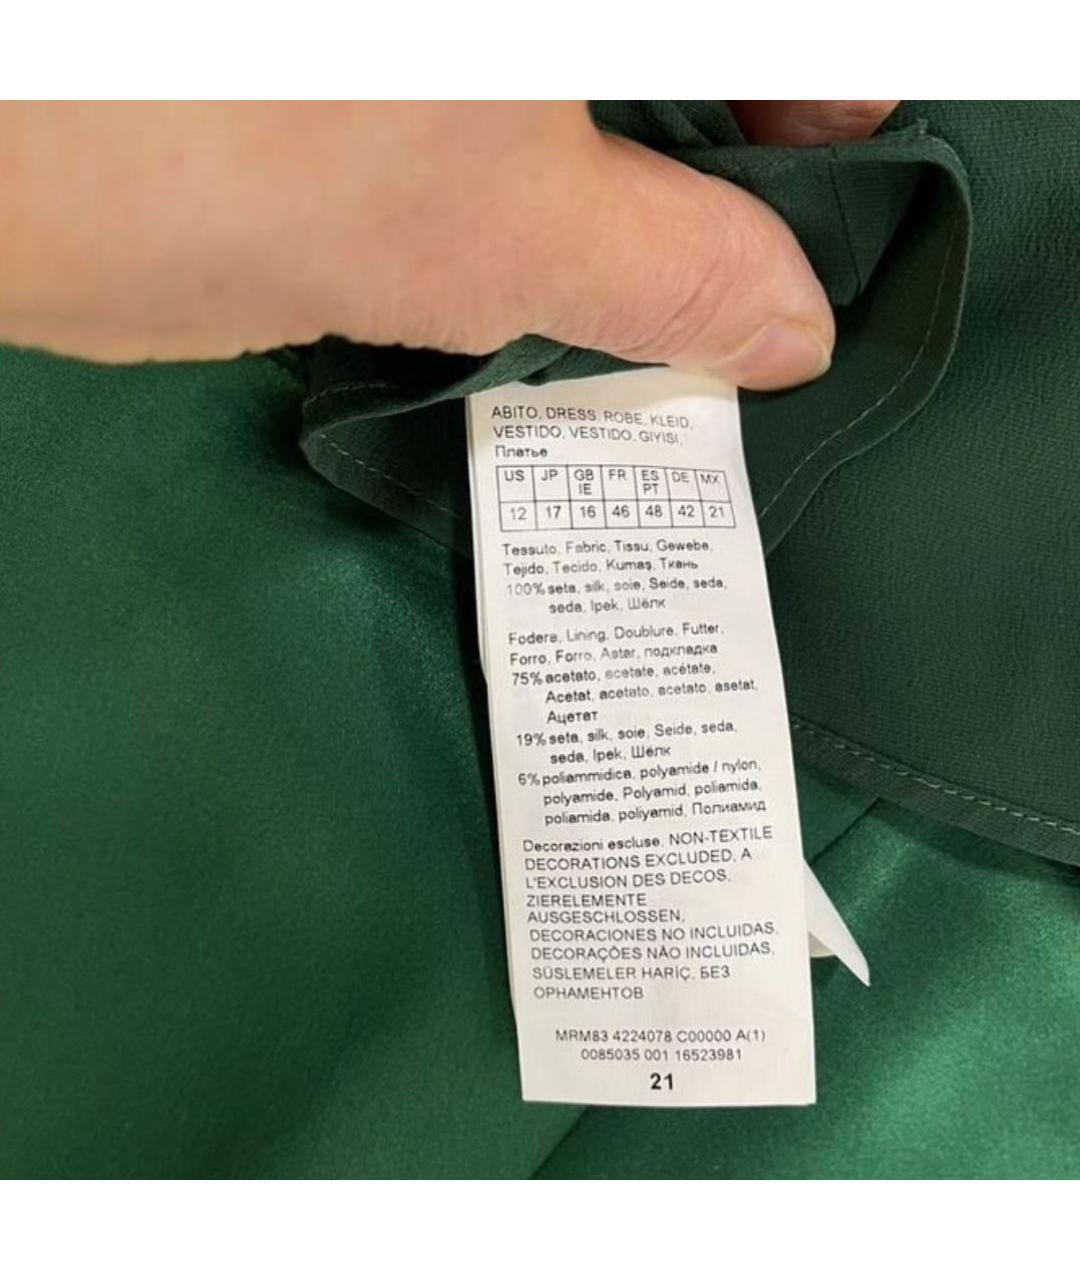 ABITO, DRESS, ROBE, KLEID,
VESTIDO, VESTIDO, GIYISI,
Платье
US JP GB IE FR ES PT DE MX
12 17 16 46 48 42 21
Tessuto, Fabric, Tissu, Gewebe,
Tejido, Tecido, Kumaş, Ткань
100% seta, silk, soie, Seide, seda,
seda, Ipek, Шёлк
Fodere, Lining, Doublure, Futter,
Forro, Forro, Astar, подкладка
75% acetato, acetate, acétate,
Acetat, acetato, acetato, asetat,
Ацетат
19% seta, silk, soie, Seide, seda,
seda, Ipek, Шёлк
6% poliammidica, polyamide / nylon,
polyamide, Polyamid, poliamida,
poliamida, poliyamid, Полиамид
Decorazioni escluse, NON-TEXTILE
DECORATIONS EXCLUDED, A
L'EXCLUSION DES DECOS,
ZIERELEMENTE
AUSGESCHLOSSEN,
DECORACIONES NO INCLUIDAS,
DECORAÇÕES NÃO INCLUIDAS,
SÜSLEMELER HARİÇ, БЕЗ
ОРНАМЕНТОВ
MRM83 4224078 C00000 A(1)
0085035 001 16523981
21